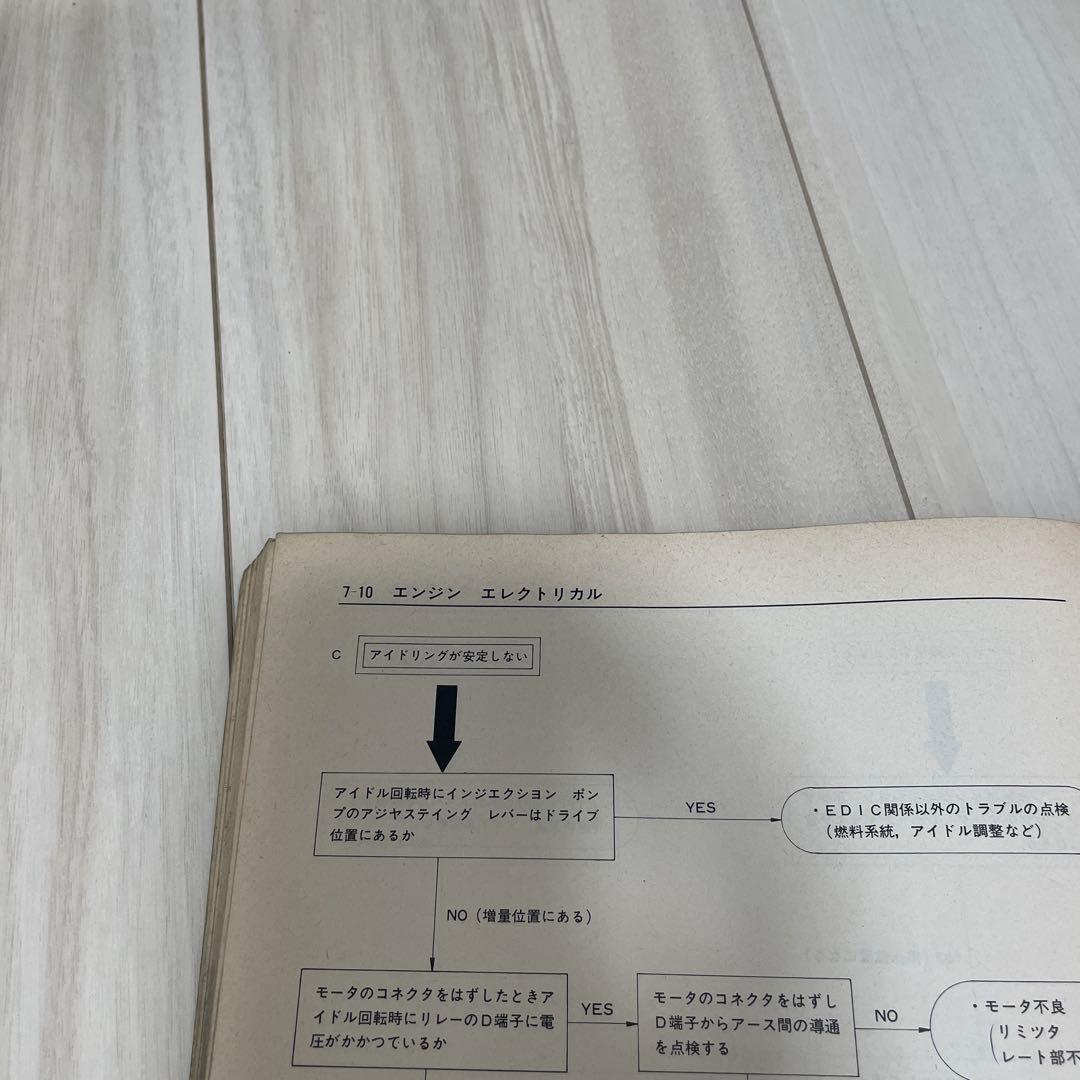 7-10 エンジン エレクトリカル
C アイドリングが安定しない
アイドル回転時にインジエクション ポン
プのアジヤステイング レバーはドライブ
位置にあるか
YES
・EDIC関係以外のトラブルの点検
（燃料系統，アイドル調整など）
NO（増量位置にある）
モータのコネクタをはずしたときア
イドル回転時にリレーのD端子に電
圧がかかつているか
YES
モータのコネクタをはずし
D端子からアース間の導通
を点検する
NO
・モータ不良
（リミツタ
レート部不